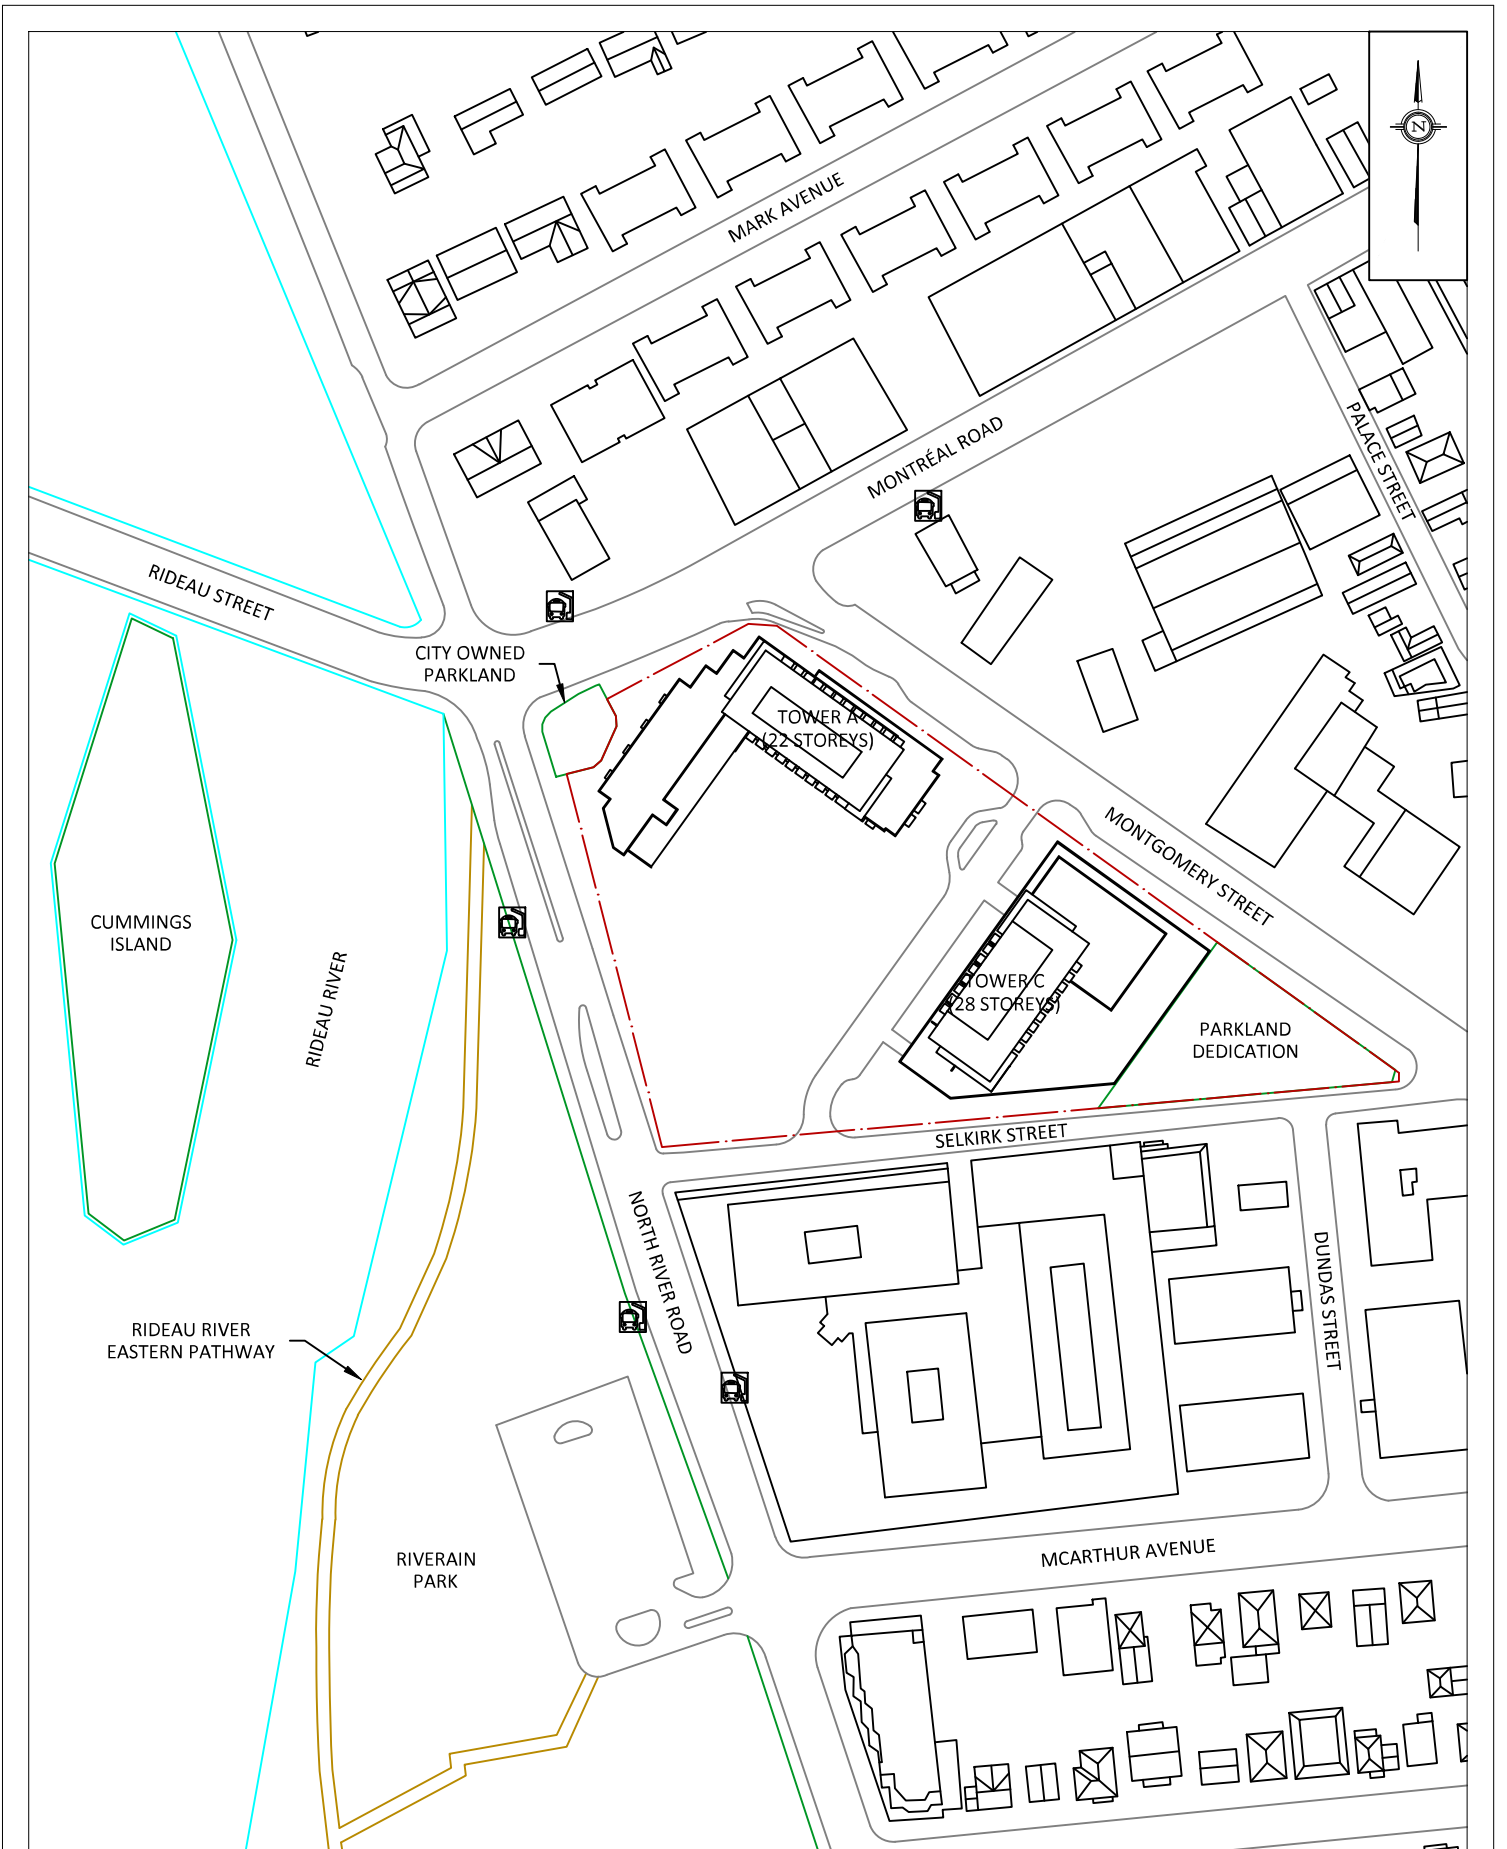 N
MARK AVENUE
MONTRÉAL ROAD
PALACE STREET
RIDEAU STREET
CITY OWNED
PARKLAND
TOWER A
(22 STOREYS)
MONTGOMERY STREET
CUMMINGS
ISLAND
RIDEAU RIVER
TOWER C
(28 STOREYS)
PARKLAND
DEDICATION
SELKIRK STREET
NORTH RIVER ROAD
DUNDAS STREET
RIDEAU RIVER
EASTERN PATHWAY
RIVERAIN
PARK
MCARTHUR AVENUE